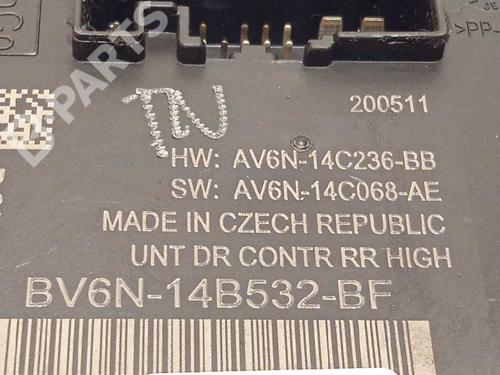 >PP-
TN
200511
HW: AV6N-14C236-BB
SW: AV6N-14C068-AE
MADE IN CZECH REPUBLIC
UNT DR CONTR RR HIGH
BV6N-14B532-BF
B-PARTS